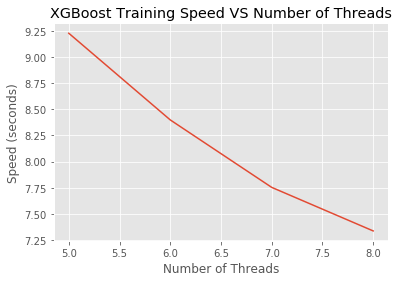 XGBoost Training Speed VS Number of Threads
9.25
9.00
8.75
8.50
8.25
8.00
7.75
7.50
7.25
Speed (seconds)
5.0 5.5 6.0 6.5 7.0 7.5 8.0
Number of Threads